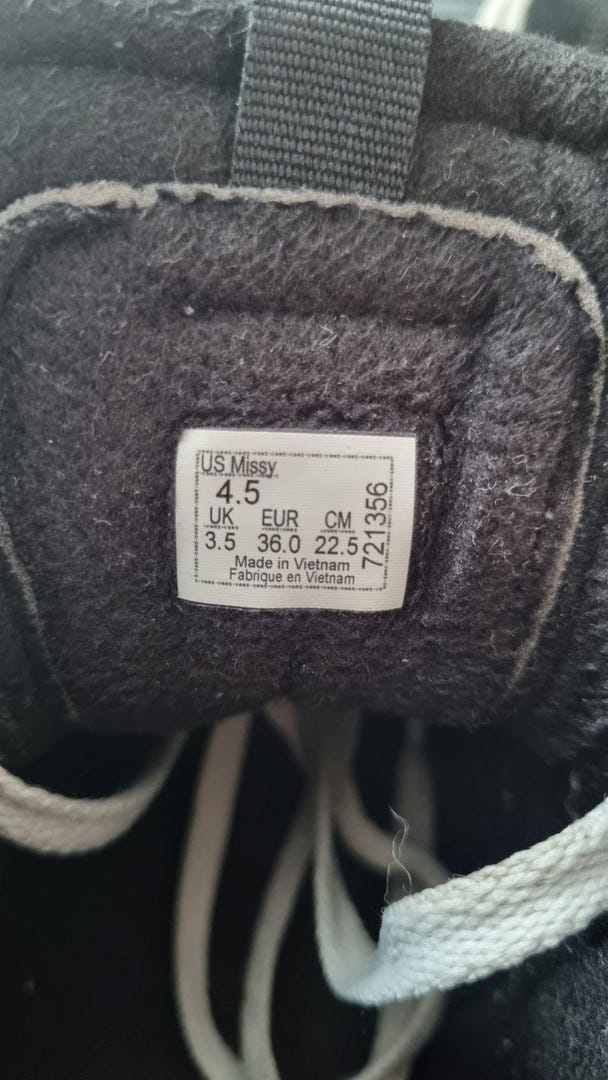 US Missy
4.5
UK EUR CM
3.5 36.0 22.5
Made in Vietnam
Fabrique en Vietnam
721356